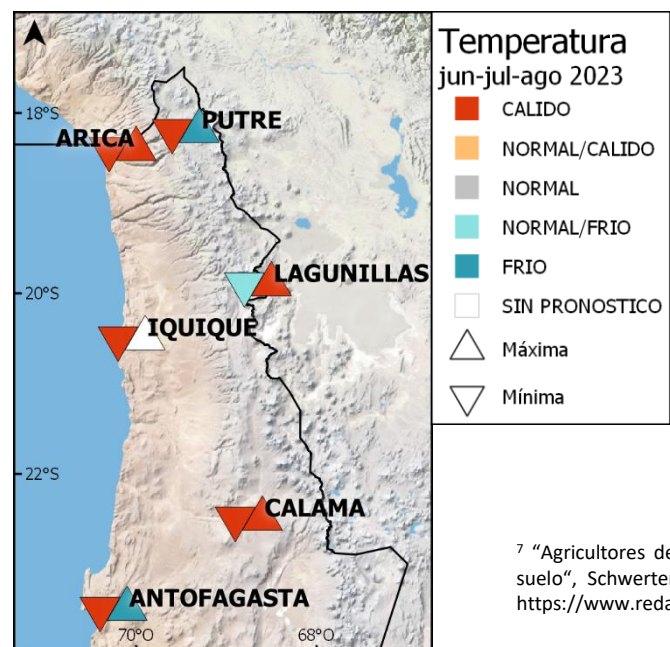 Temperatura
jun-jul-ago 2023
CALIDO
NORMAL/CALIDO
NORMAL
NORMAL/FRIO
FRIO
SIN PRONOSTICO
Máxima
Mínima
18°S
PUTRE
ARICA
LAGUNILLAS
20°S
IQUIQUE
22°S
CALAMA
ANTOFAGASTA
70°O
68°O
⁷ “Agricultores de
suelo“, Schwerte
https://www.reda